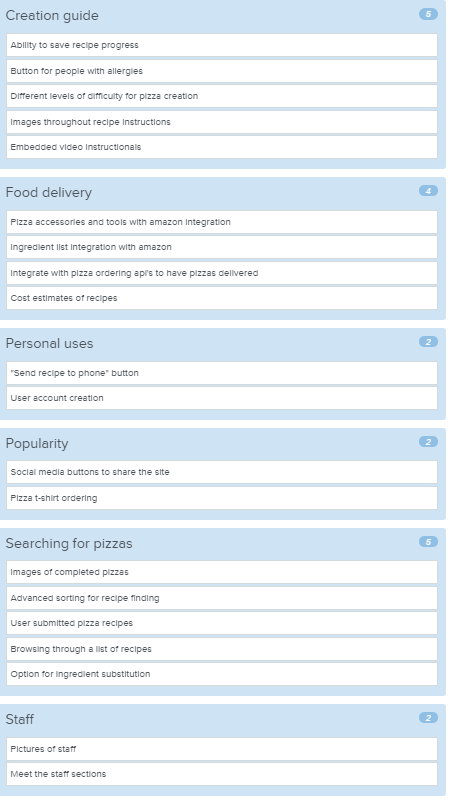 Creation guide 5
Ability to save recipe progress
Button for people with allergies
Different levels of difficulty for pizza creation
Images throughout recipe instructions
Embedded video instructionals
Food delivery 4
Pizza accessories and tools with amazon integration
Ingredient list integration with amazon
Integrate with pizza ordering api's to have pizzas delivered
Cost estimates of recipes
Personal uses 2
"Send recipe to phone" button
User account creation
Popularity 2
Social media buttons to share the site
Pizza t-shirt ordering
Searching for pizzas 5
Images of completed pizzas
Advanced sorting for recipe finding
User submitted pizza recipes
Browsing through a list of recipes
Option for ingredient substitution
Staff 2
Pictures of staff
Meet the staff sections